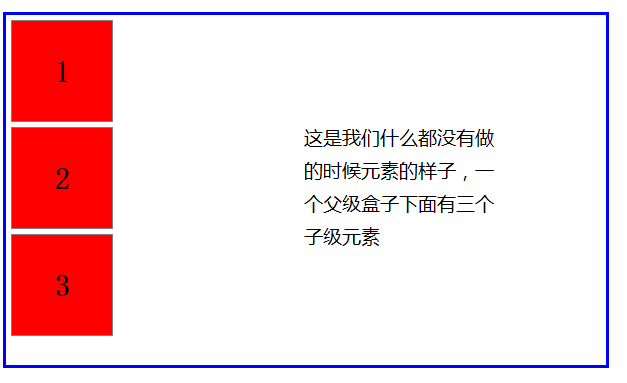 1
2
3
这是我们什么都没有做
的时候元素的样子，一
个父级盒子下面有三个
子级元素